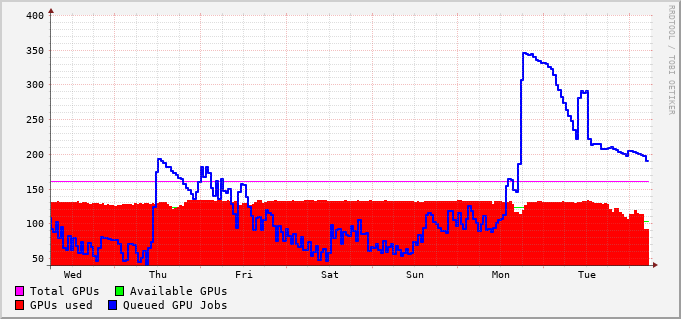 400
350
300
250
200
150
100
50
Wed Thu Fri Sat Sun Mon Tue
Total GPUs Available GPUs
GPUs used Queued GPU Jobs
RRDTOOL / TOBI OETIKER